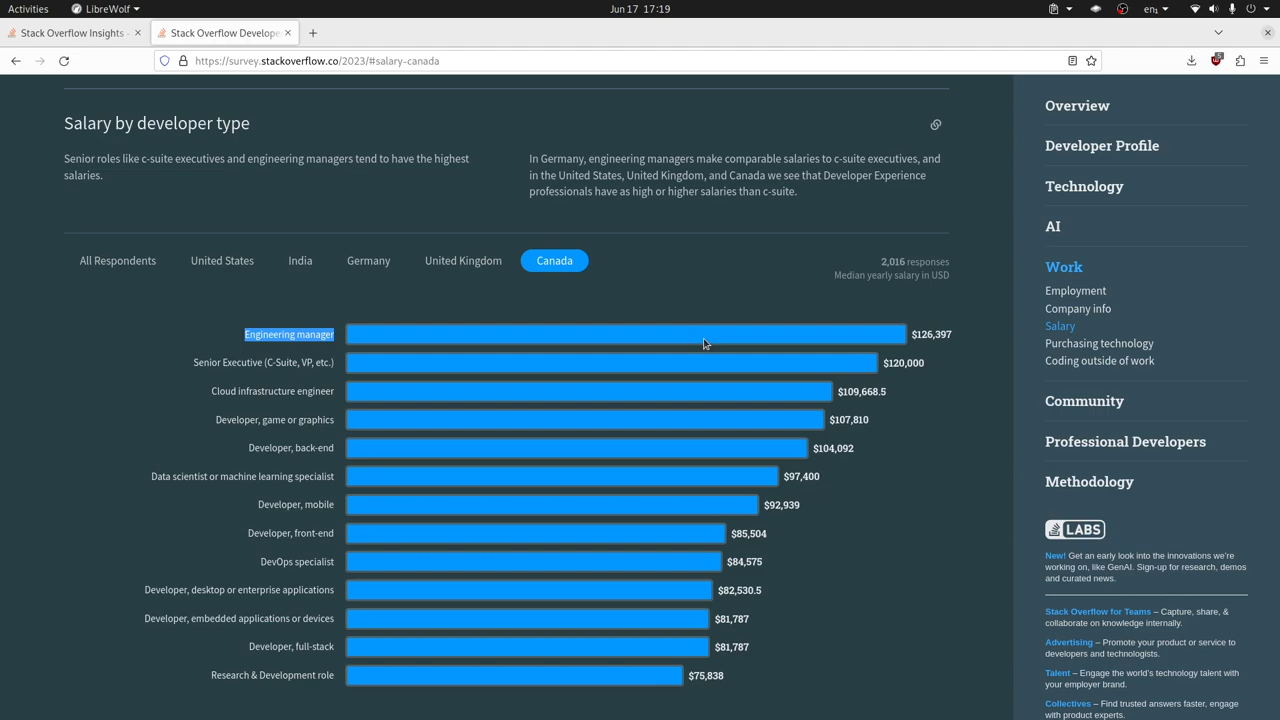 Activities
LibreWolf
Jun 17 17:19
en1
Stack Overflow Insights -
Stack Overflow Develope
https://survey.stackoverflow.co/2023/#salary-canada
5
Salary by developer type
Senior roles like c-suite executives and engineering managers tend to have the highest
salaries.
In Germany, engineering managers make comparable salaries to c-suite executives, and
in the United States, United Kingdom, and Canada we see that Developer Experience
professionals have as high or higher salaries than c-suite.
All Respondents
United States
India
Germany
United Kingdom
Canada
2,016 responses
Median yearly salary in USD
Engineering manager $126,397
Senior Executive (C-Suite, VP, etc.) $120,000
Cloud infrastructure engineer $109,668.5
Developer, game or graphics $107,810
Developer, back-end $104,092
Data scientist or machine learning specialist $97,400
Developer, mobile $92,939
Developer, front-end $85,504
DevOps specialist $84,575
Developer, desktop or enterprise applications $82,530.5
Developer, embedded applications or devices $81,787
Developer, full-stack $81,787
Research & Development role $75,838
Overview
Developer Profile
Technology
AI
Work
Employment
Company info
Salary
Purchasing technology
Coding outside of work
Community
Professional Developers
Methodology
LABS
New! Get an early look into the innovations we're
working on, like GenAI. Sign-up for research, demos
and curated news.
Stack Overflow for Teams – Capture, share, &
collaborate on knowledge internally.
Advertising – Promote your product or service to
developers and technologists.
Talent – Engage the world's technology talent with
your employer brand.
Collectives – Find trusted answers faster, engage
with product experts.